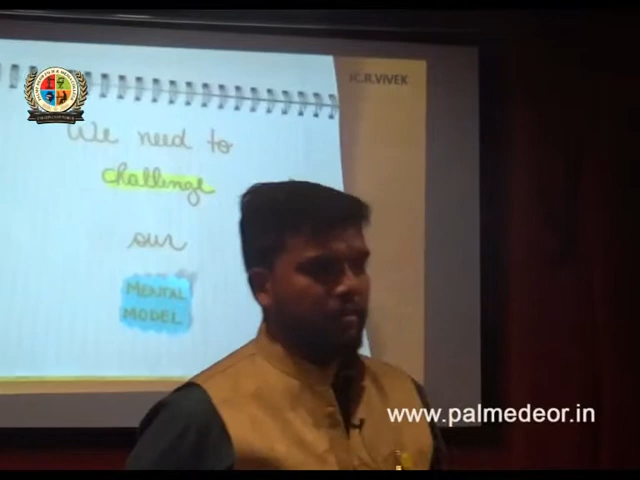 IC.R.VIVEK
We need to
challenge
our
MENTAL
MODEL
www.palmedeor.in